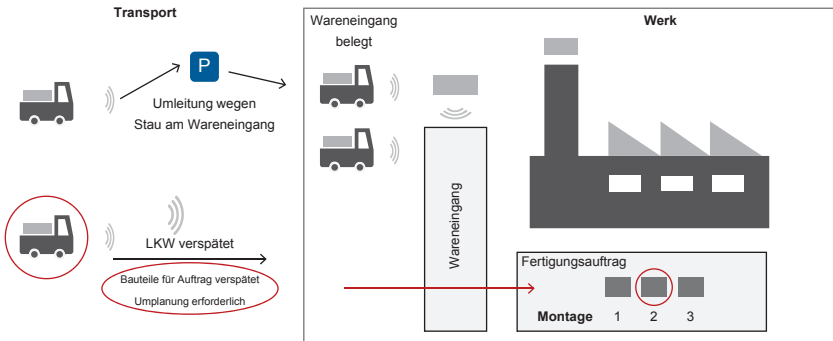 Transport
P
Umleitung wegen
Stau am Wareneingang
LKW verspätet
Bauteile für Auftrag verspätet
Umplanung erforderlich
Wareneingang
belegt
Werk
Wareneingang
Fertigungsauftrag
Montage 1 2 3